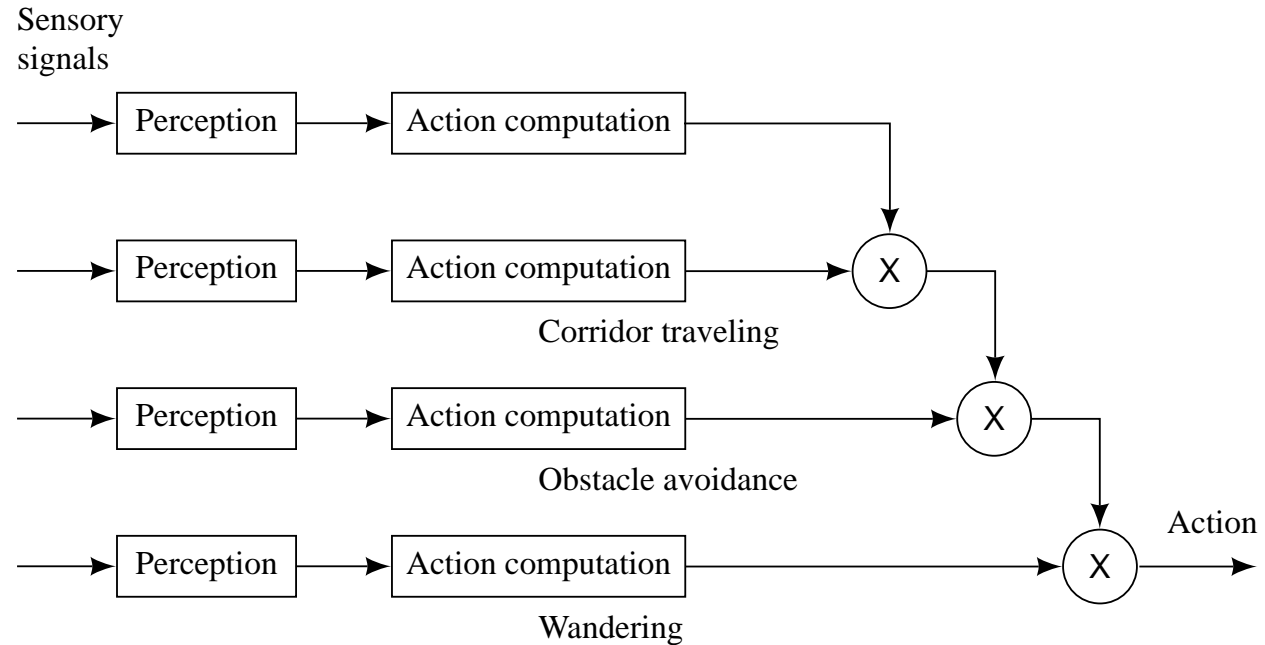 Sensory
signals
Perception
Action computation
Perception
Action computation
X
Corridor traveling
Perception
Action computation
X
Obstacle avoidance
Action
Perception
Action computation
X
Wandering